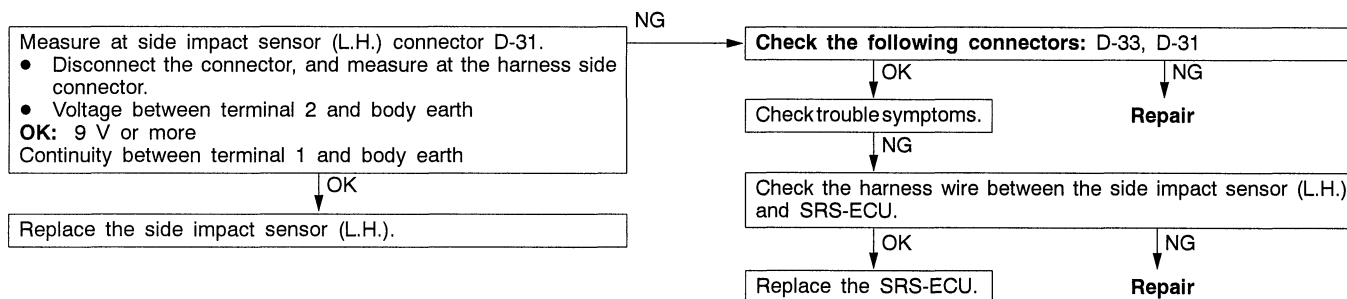 NG
Measure at side impact sensor (L.H.) connector D-31.
● Disconnect the connector, and measure at the harness side
connector.
● Voltage between terminal 2 and body earth
OK: 9 V or more
Continuity between terminal 1 and body earth
OK
Replace the side impact sensor (L.H.).
Check the following connectors: D-33, D-31
OK
NG
Check trouble symptoms.
Repair
NG
Check the harness wire between the side impact sensor (L.H.)
and SRS-ECU.
OK
NG
Replace the SRS-ECU.
Repair